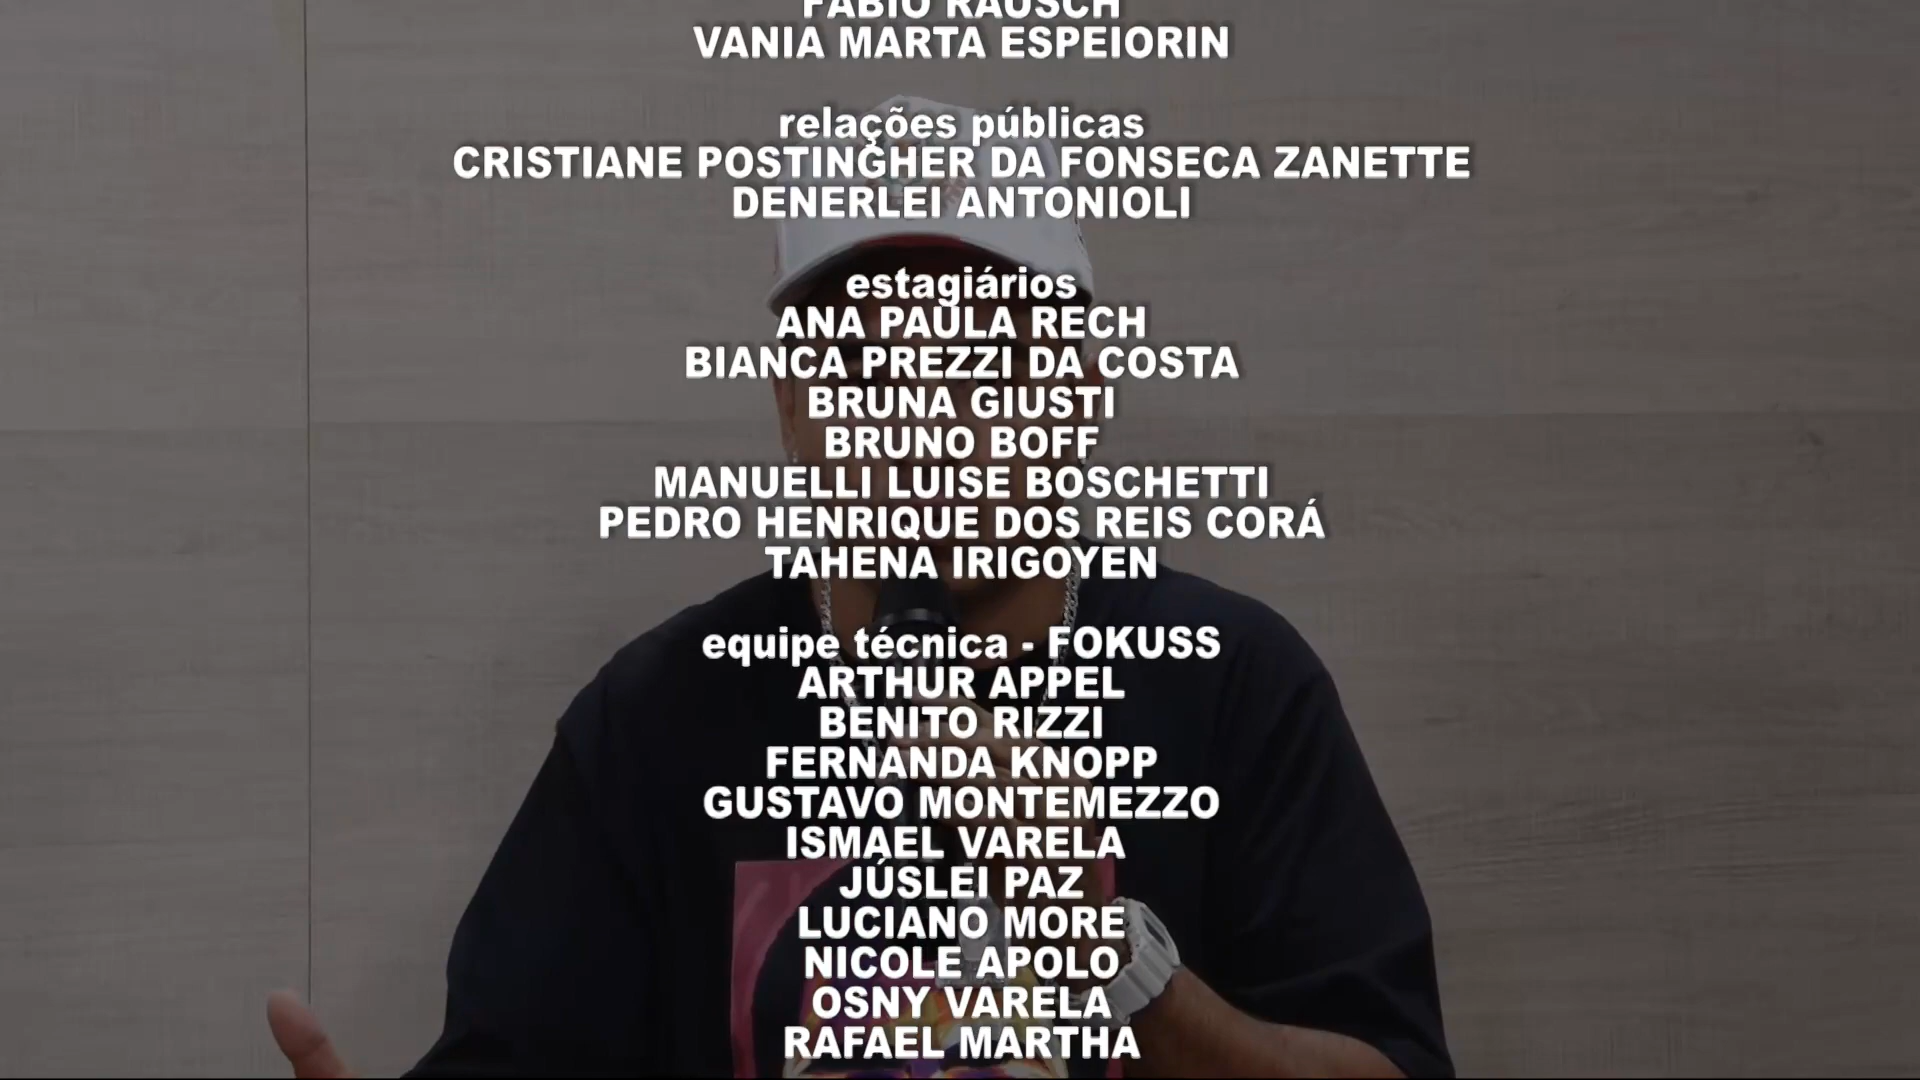 FABIO RAUSCH
VANIA MARTA ESPEIORIN
relações públicas
CRISTIANE POSTINGHER DA FONSECA ZANETTE
DENERLEI ANTONIOLI
estagiários
ANA PAULA RECH
BIANCA PREZZI DA COSTA
BRUNA GIUSTI
BRUNO BOFF
MANUELLI LUISE BOSCHETTI
PEDRO HENRIQUE DOS REIS CORÁ
TAHENA IRIGOYEN
equipe técnica - FOKUSS
ARTHUR APPEL
BENITO RIZZI
FERNANDA KNOPP
GUSTAVO MONTEMEZZO
ISMAEL VARELA
JÚSLEI PAZ
LUCIANO MORE
NICOLE APOLO
OSNY VARELA
RAFAEL MARTHA